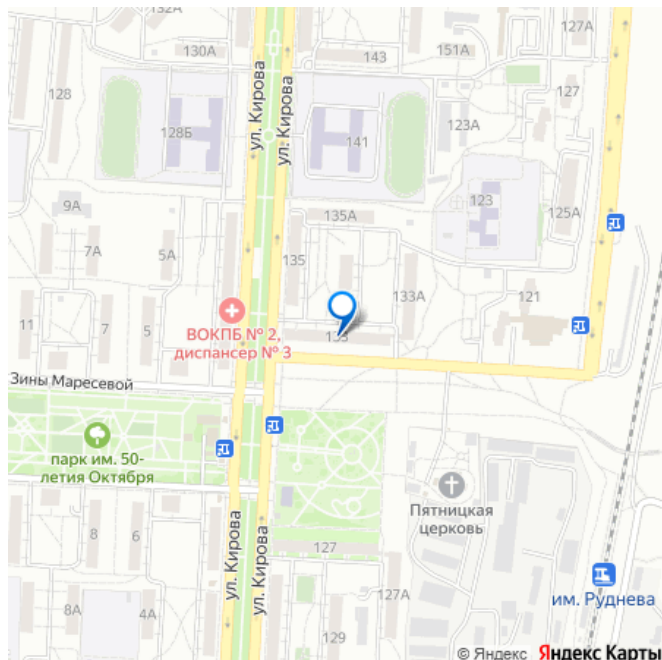 132А
127А
130А
143
151А
128
ул. Кирова
ул. Кирова
127
128Б
141
123А
9А
135А
123
125А
7А
5А
135
133А
121
11
7
5
ВОКПБ № 2,
диспансер № 3
Зины Маресевой
парк им. 50-
летия Октября
Пятницкая
церковь
8
6
ул. Кирова
ул. Кирова
127
127А
им. Руднева
8А
4А
129
© Яндекс Яндекс Карты